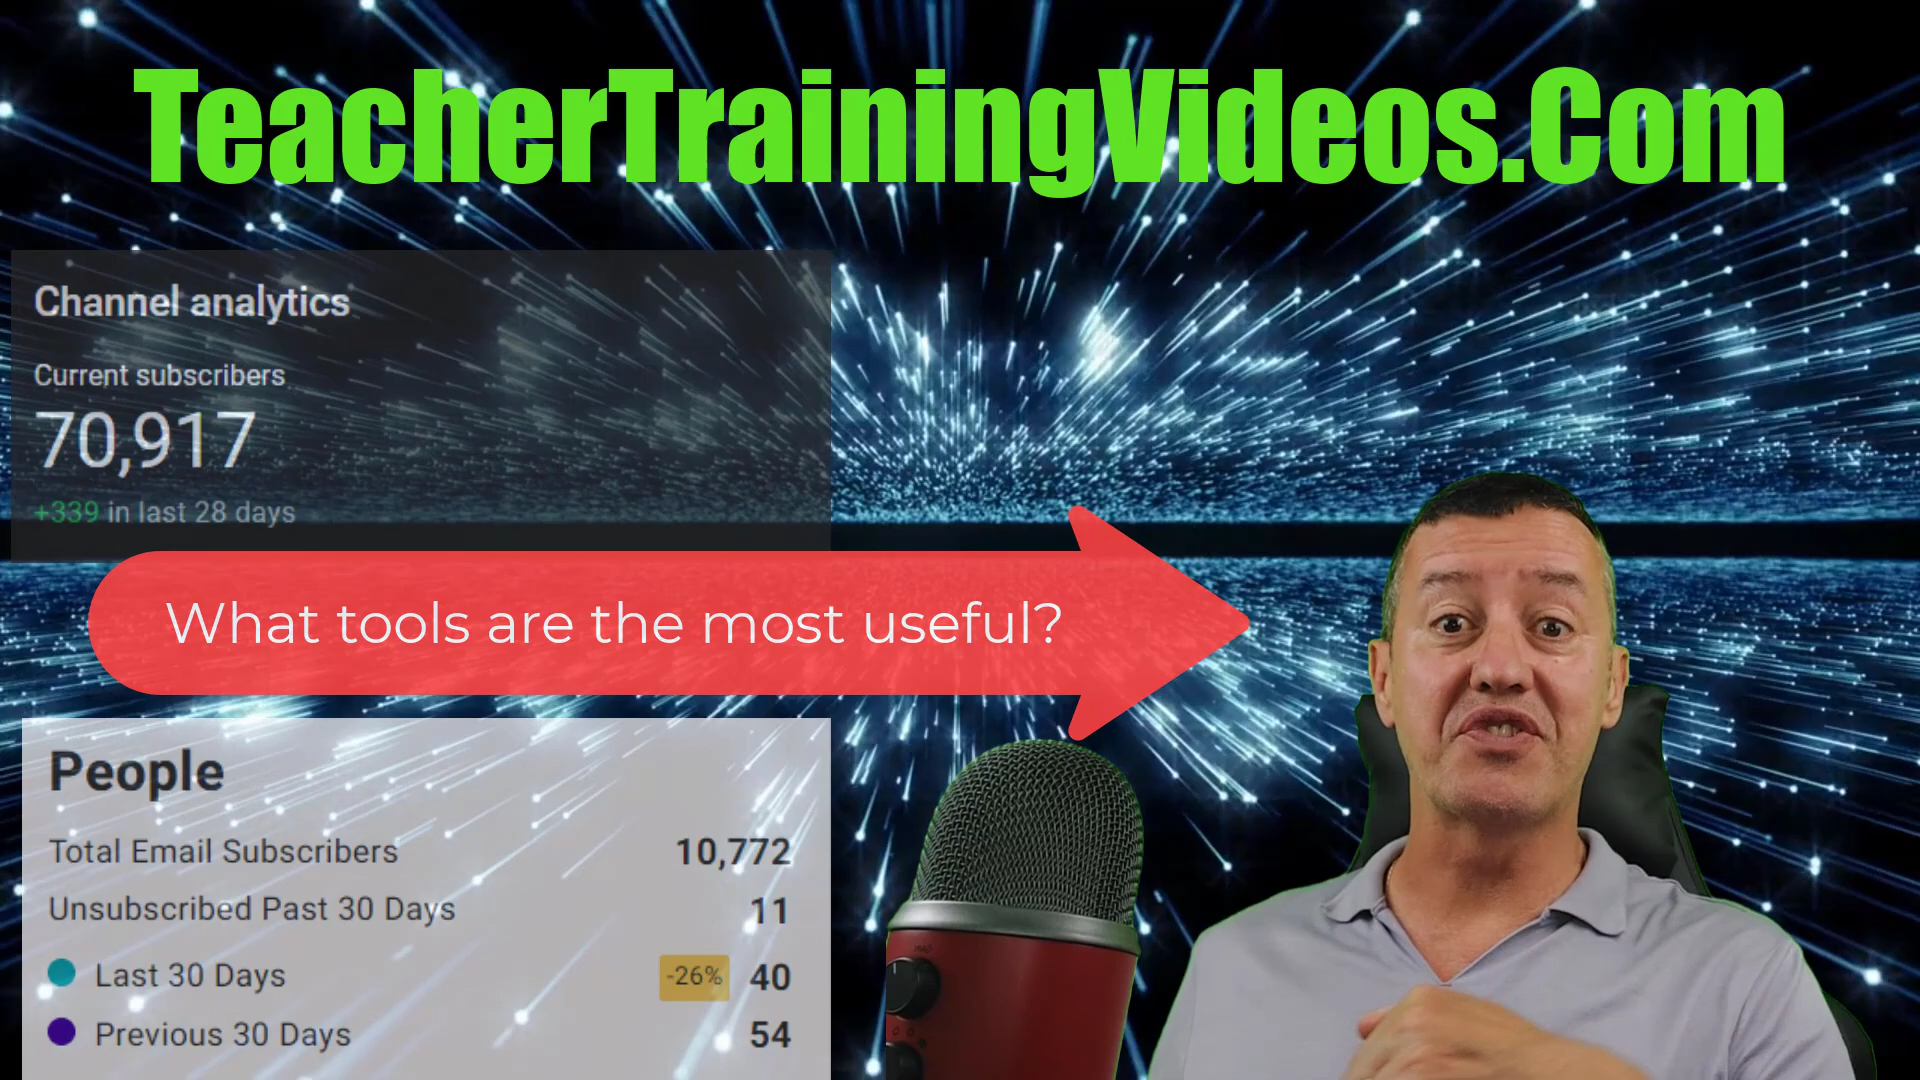 TeacherTrainingVideos.Com
Channel analytics
Current subscribers
70,917
+339 in last 28 days
What tools are the most useful?
People
Total Email Subscribers 10,772
Unsubscribed Past 30 Days 11
Last 30 Days -26% 40
Previous 30 Days 54